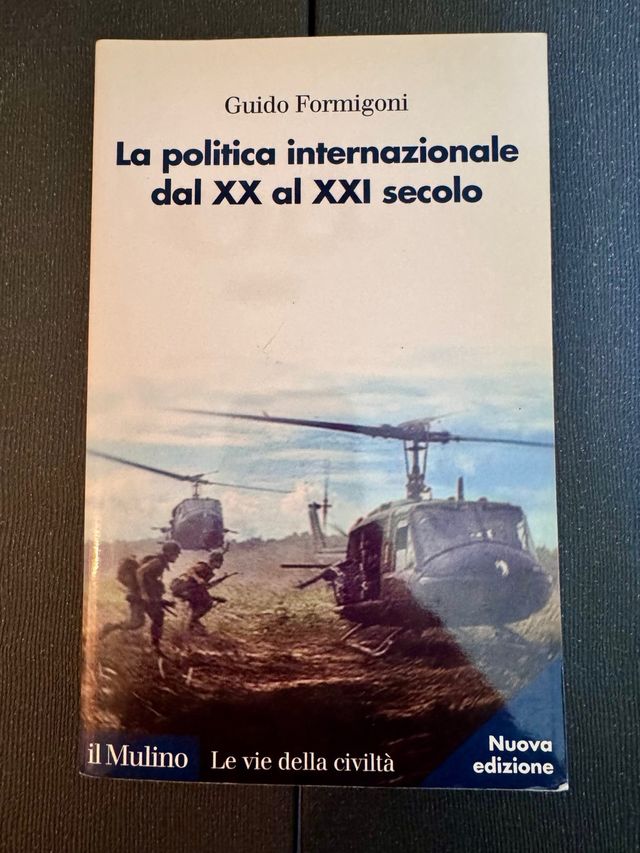 Guido Formigoni
La politica internazionale
dal XX al XXI secolo
il Mulino
Le vie della civiltà
Nuova
edizione